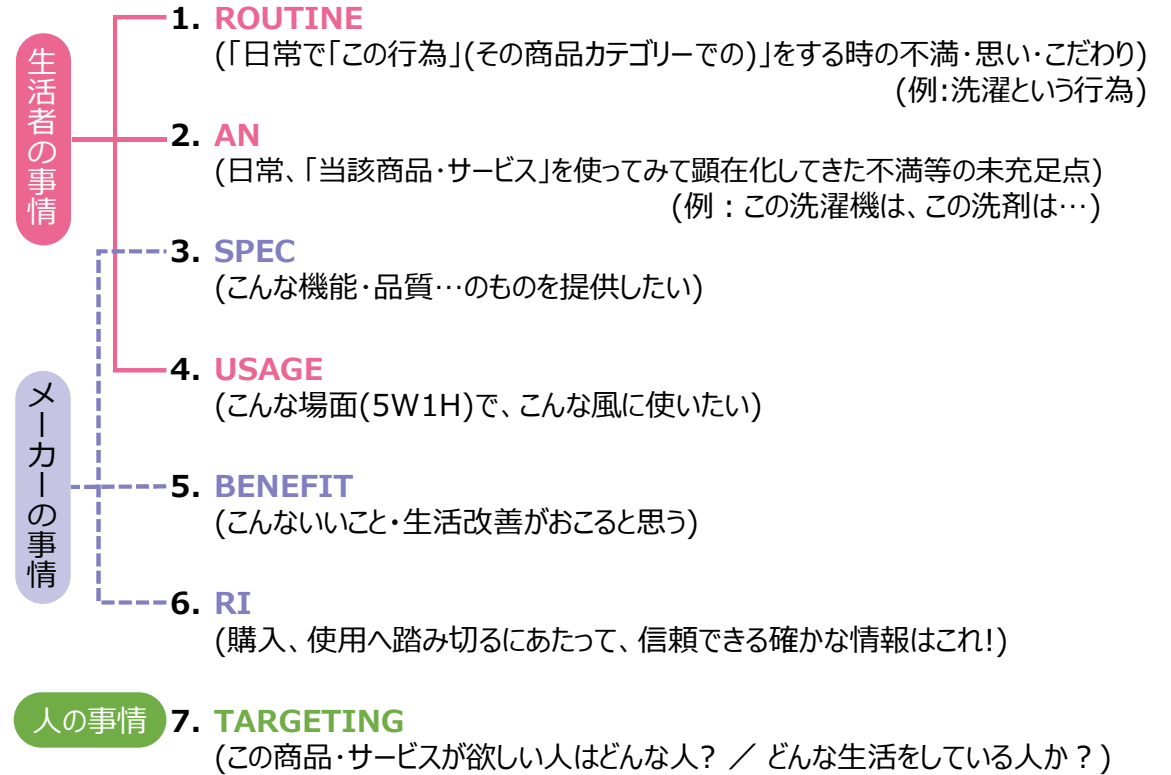 生活者の事情
1. ROUTINE
(「日常で「この行為」(その商品カテゴリーでの)」をする時の不満・思い・こだわり)
(例:洗濯という行為)
2. AN
(日常、「当該商品・サービス」を使ってみて顕在化してきた不満等の未充足点)
(例：この洗濯機は、この洗剤は…)
3. SPEC
(こんな機能・品質…のものを提供したい)
メーカーの事情
4. USAGE
(こんな場面(5W1H)で、こんな風に使いたい)
5. BENEFIT
(こんないいこと・生活改善がおこると思う)
6. RI
(購入、使用へ踏み切るにあたって、信頼できる確かな情報はこれ!)
人の事情
7. TARGETING
(この商品・サービスが欲しい人はどんな人? ／ どんな生活をしている人か？)